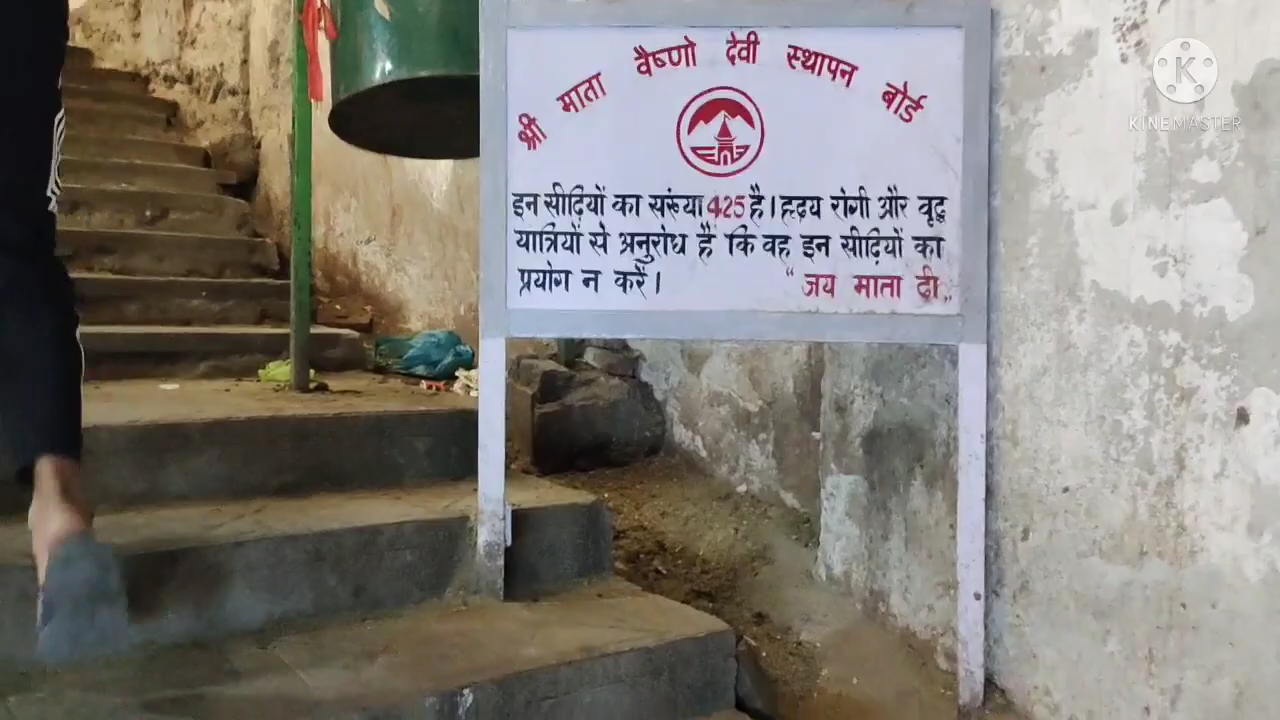 श्री माता वैष्णो देवी स्थापन बोर्ड
इन सीढ़ियों का संख्या 425 है। हृदय रोगी और वृद्ध
यात्रियों से अनुरोध है कि वह इन सीढ़ियों का
प्रयोग न करें।
“जय माता दी„
K
KINEMASTER